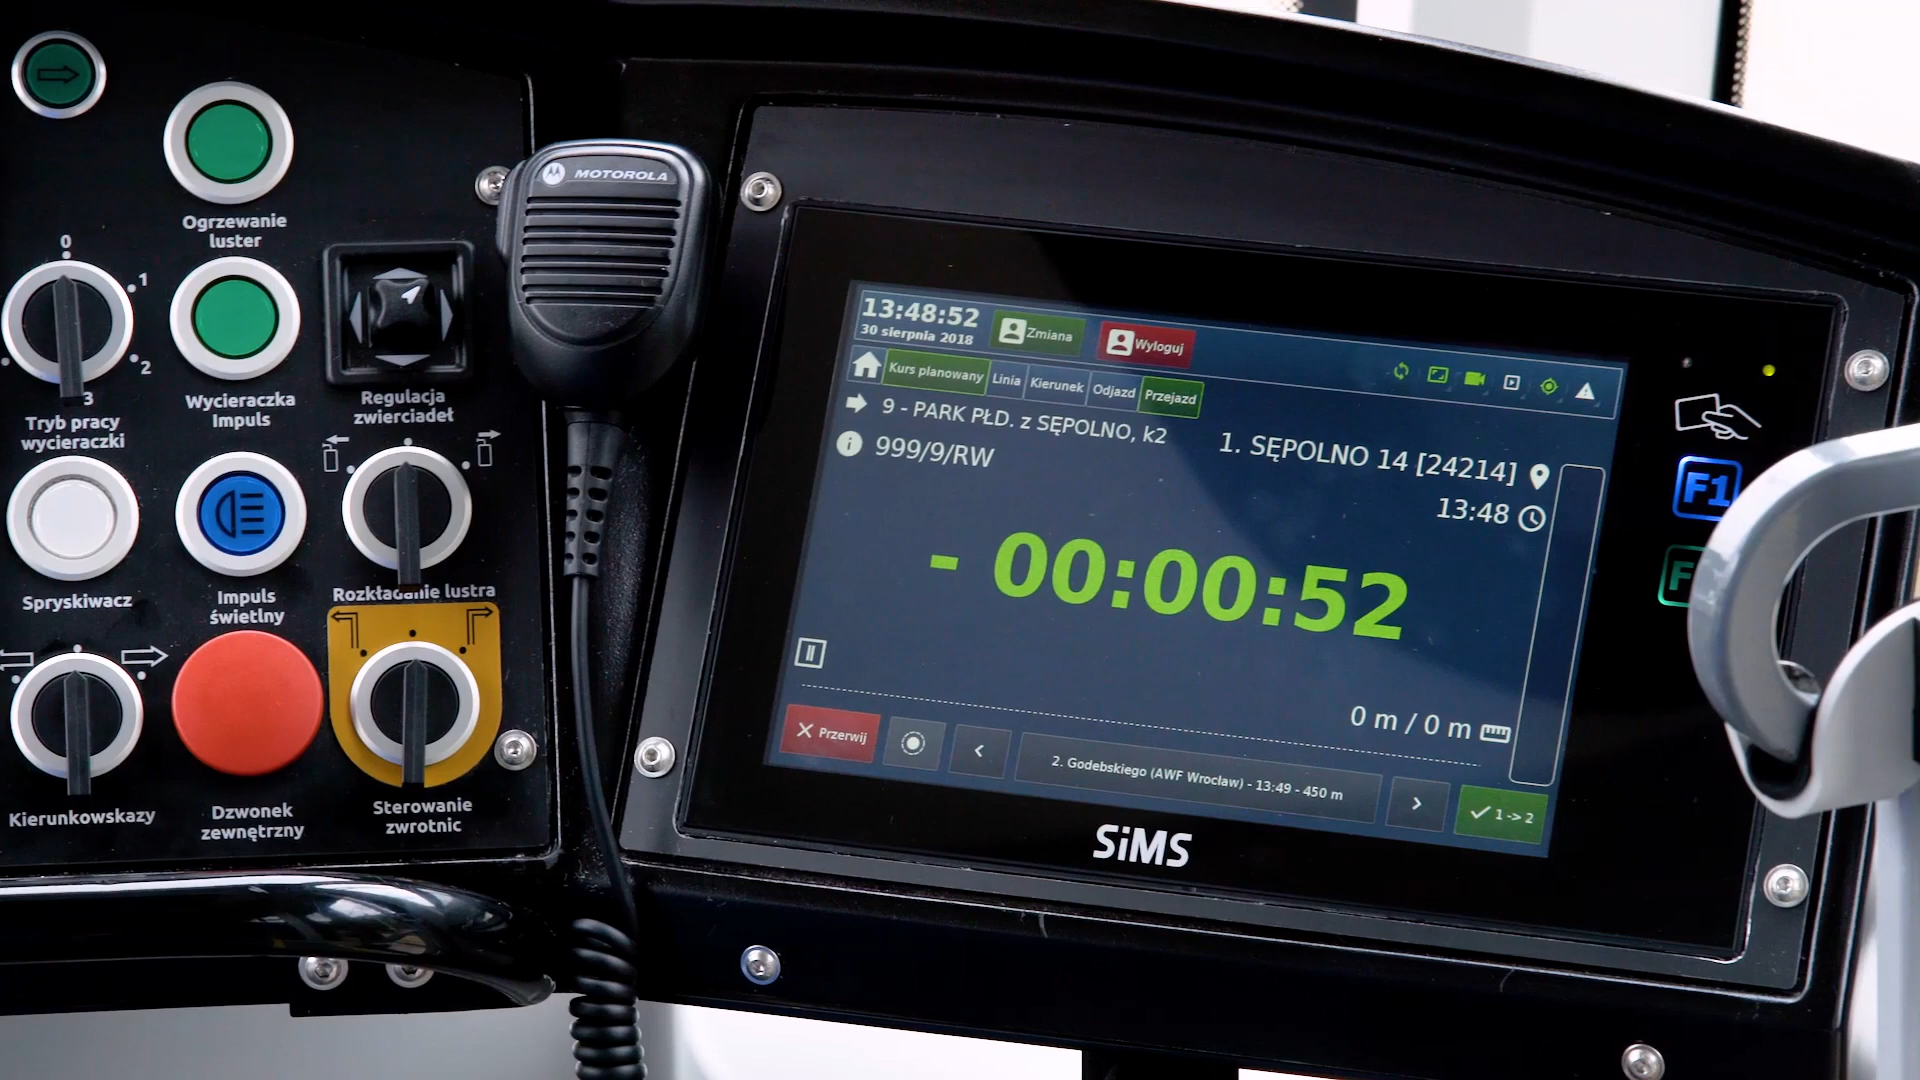 Ogrzewanie
luster
0
1
2
3
Tryb pracy
wycieraczki
Wycieraczka
Impuls
Regulacja
zwierciadeł
Spryskiwacz
Impuls
świetlny
Rozkładanie lustra
Kierunkowskazy
Dzwonek
zewnętrzny
Sterowanie
zwrotnic
MOTOROLA
13:48:52
30 sierpnia 2018
Zmiana
Wyloguj
Kurs planowany
Linia
Kierunek
Odjazd
Przejazd
9 - PARK PŁD. z SĘPOLNO, k2
999/9/RW
1. SĘPOLNO 14 [24214]
13:48
- 00:00:52
0 m / 0 m
Przerwij
<
2. Godebskiego (AWF Wrocław) - 13:49 - 450 m
>
1 -> 2
SiMS
F1